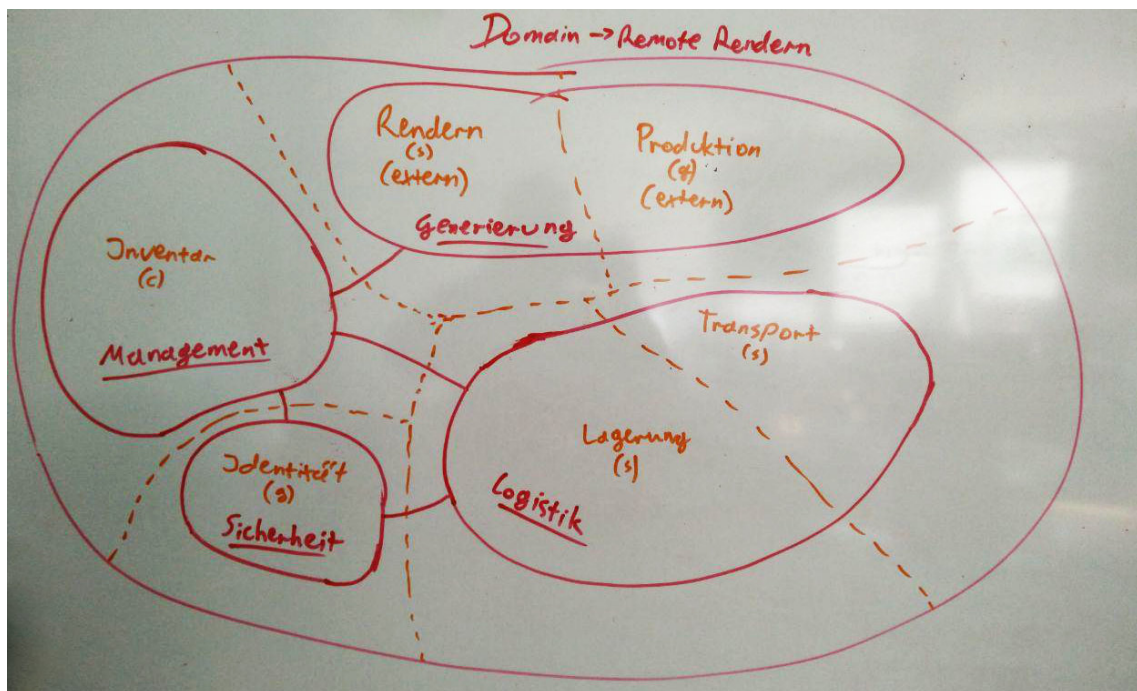 Domain → Remote Rendern
Rendern
(s)
(extern)
Produktion
(g)
(extern)
Generierung
Inventar
(c)
Management
Transport
(s)
Lagerung
(s)
Logistik
Identität
(g)
Sicherheit